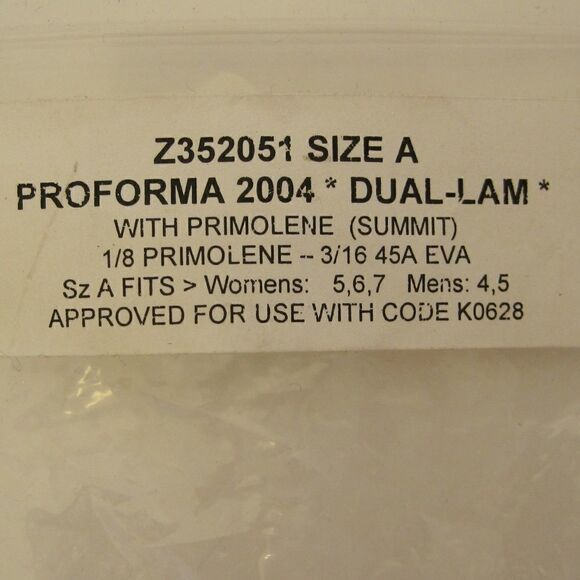 Z352051 SIZE A
PROFORMA 2004 * DUAL-LAM *
WITH PRIMOLENE (SUMMIT)
1/8 PRIMOLENE -- 3/16 45A EVA
Sz A FITS > Womens: 5,6,7 Mens: 4,5
APPROVED FOR USE WITH CODE K0628